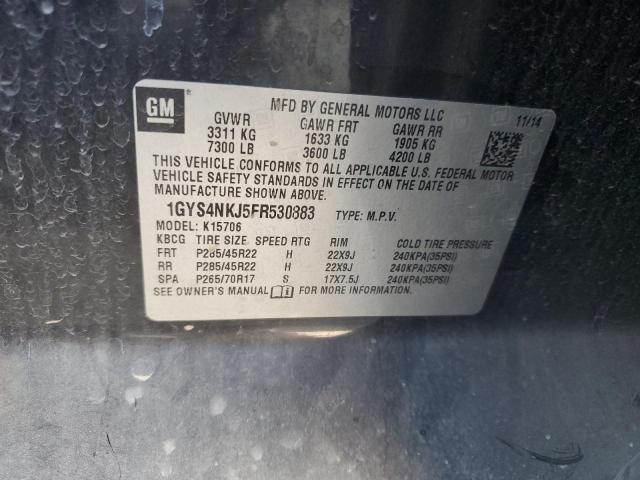 GM
MFD BY GENERAL MOTORS LLC
11/14
GVWR GAWR FRT GAWR RR
3311 KG 1633 KG 1905 KG
7300 LB 3600 LB 4200 LB
THIS VEHICLE CONFORMS TO ALL APPLICABLE U.S. FEDERAL MOTOR
VEHICLE SAFETY STANDARDS IN EFFECT ON THE DATE OF
MANUFACTURE SHOWN ABOVE.
1GYS4NKJ5FR530883 TYPE: M.P.V.
MODEL: K15706
KBCG TIRE SIZE SPEED RTG RIM COLD TIRE PRESSURE
FRT P285/45R22 H 22X9J 240KPA(35PSI)
RR P285/45R22 H 22X9J 240KPA(35PSI)
SPA P265/70R17 S 17X7.5J 240KPA(35PSI)
SEE OWNER'S MANUAL FOR MORE INFORMATION.